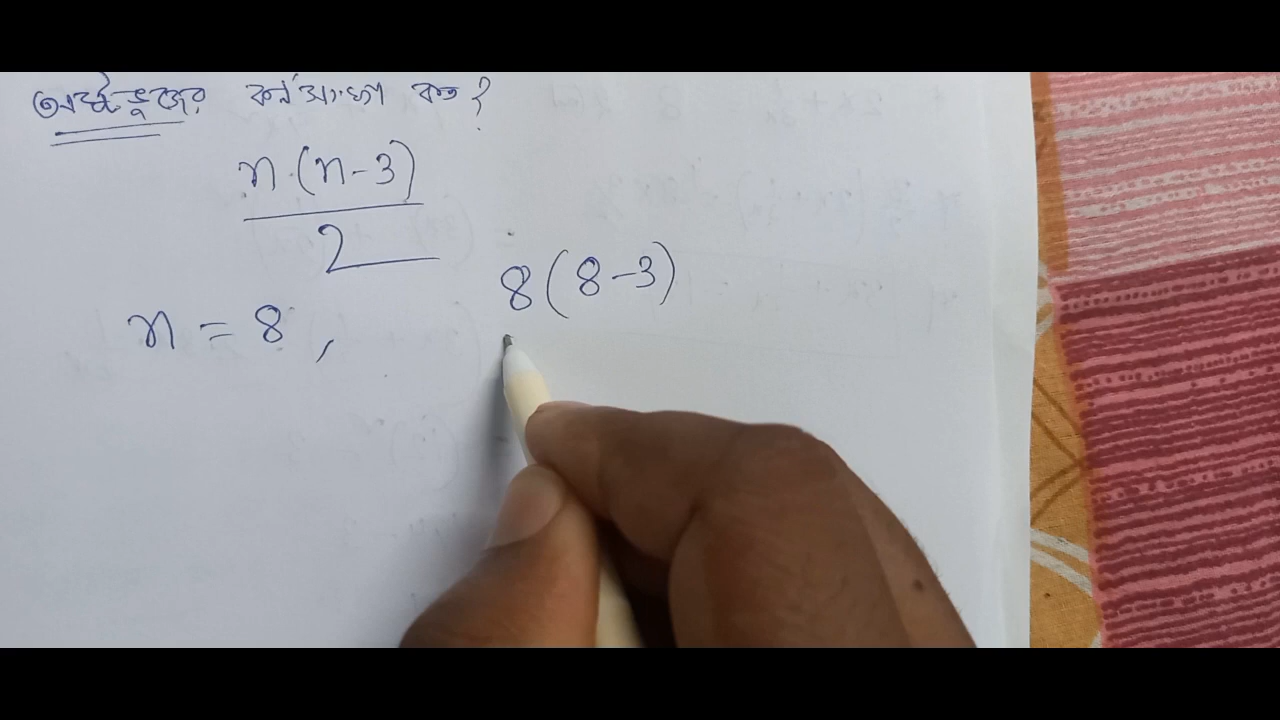 অষ্টভুজের কর্ণসংখ্যা কত?
n(n-3)
2
8(8-3)
n = 8,